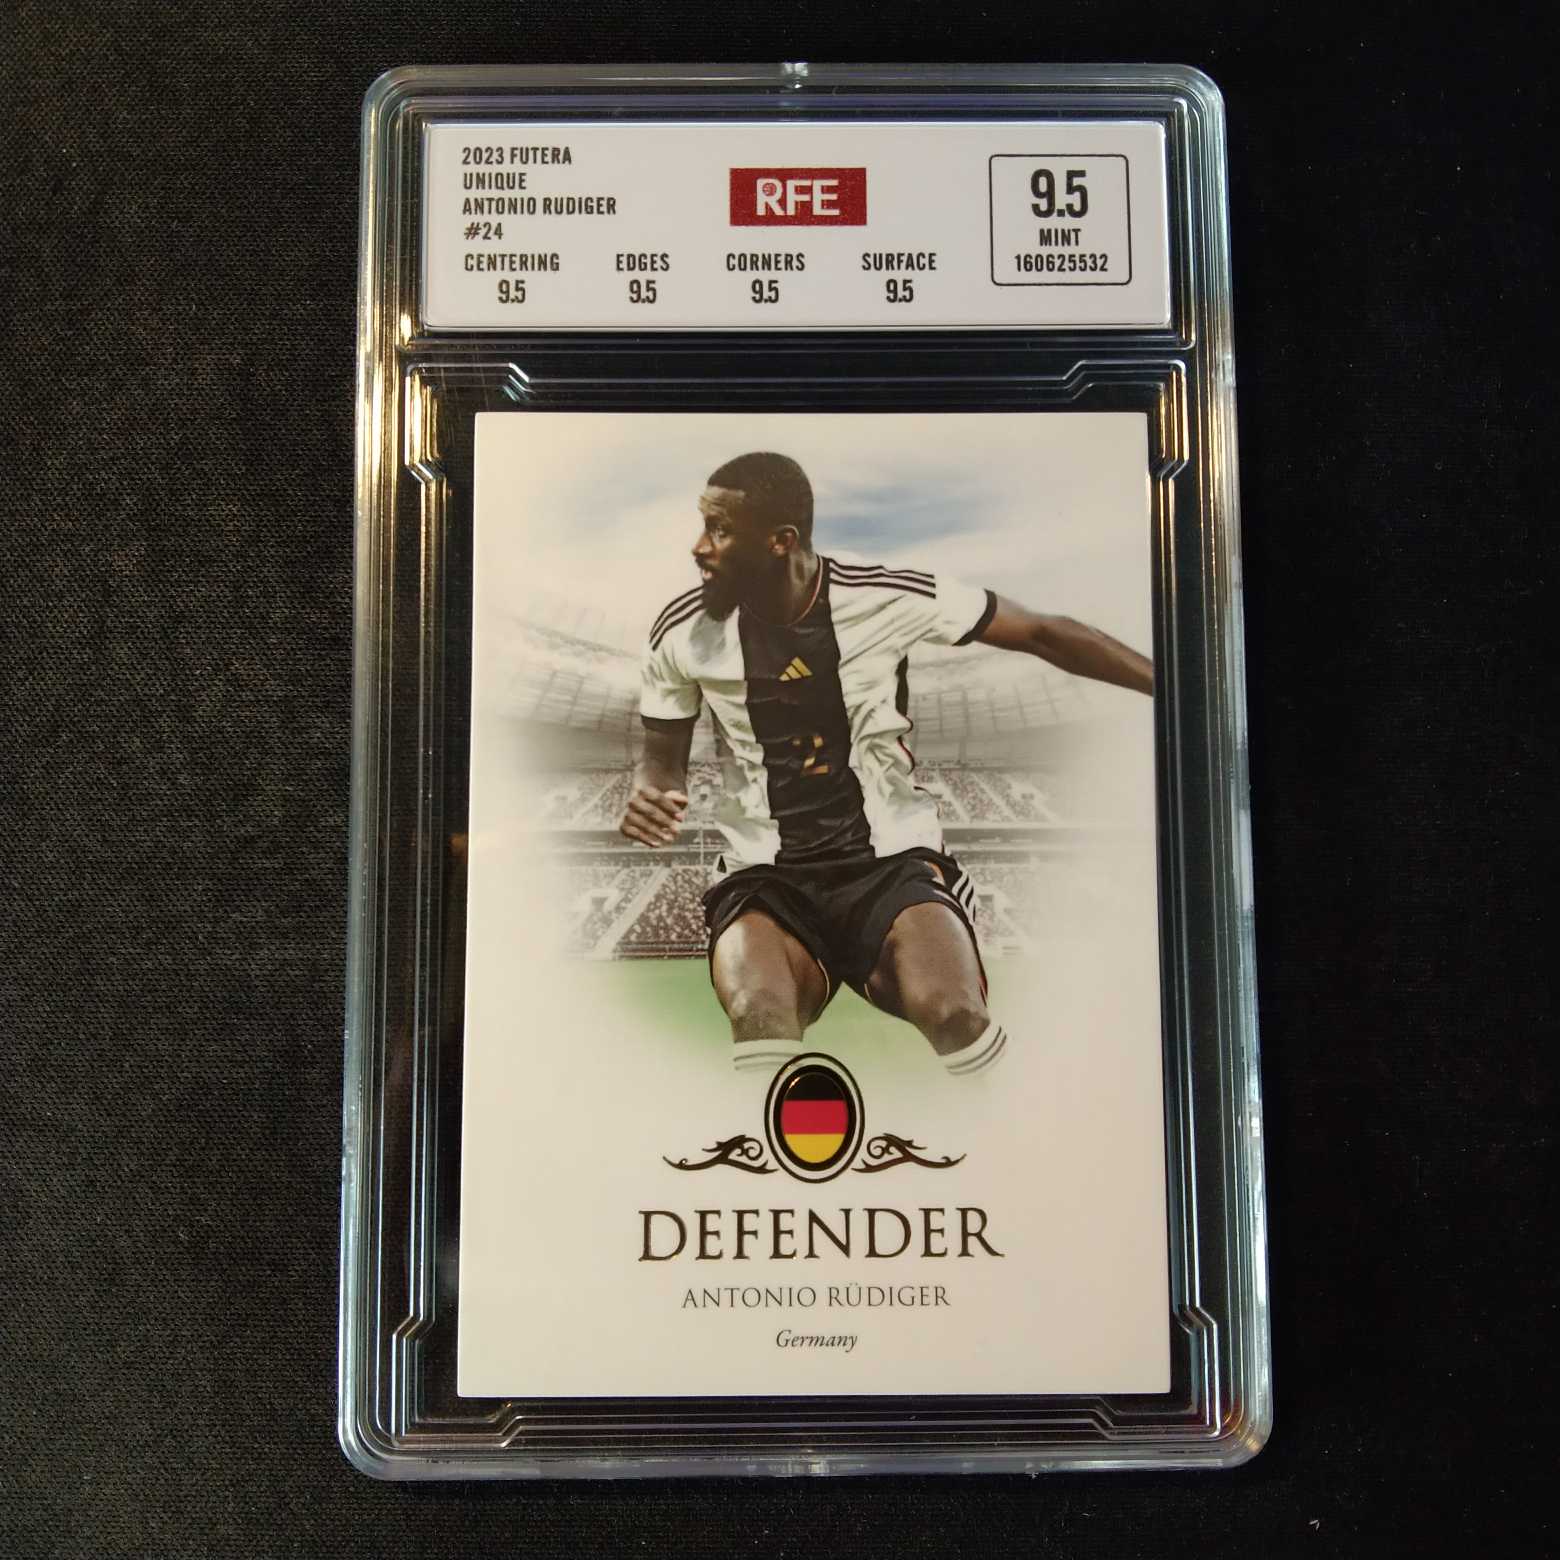 2023 FUTERA
UNIQUE
ANTONIO RUDIGER
#24
RFE
9.5
MINT
160625532
CENTERING EDGES CORNERS SURFACE
9.5 9.5 9.5 9.5
2
DEFENDER
ANTONIO RÜDIGER
Germany